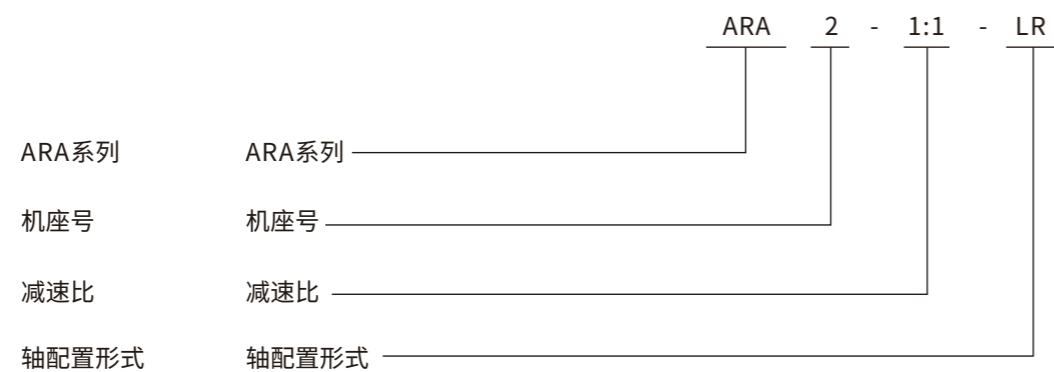 ARA 2 - 1:1 - LR
ARA系列 ARA系列
机座号 机座号
减速比 减速比
轴配置形式 轴配置形式